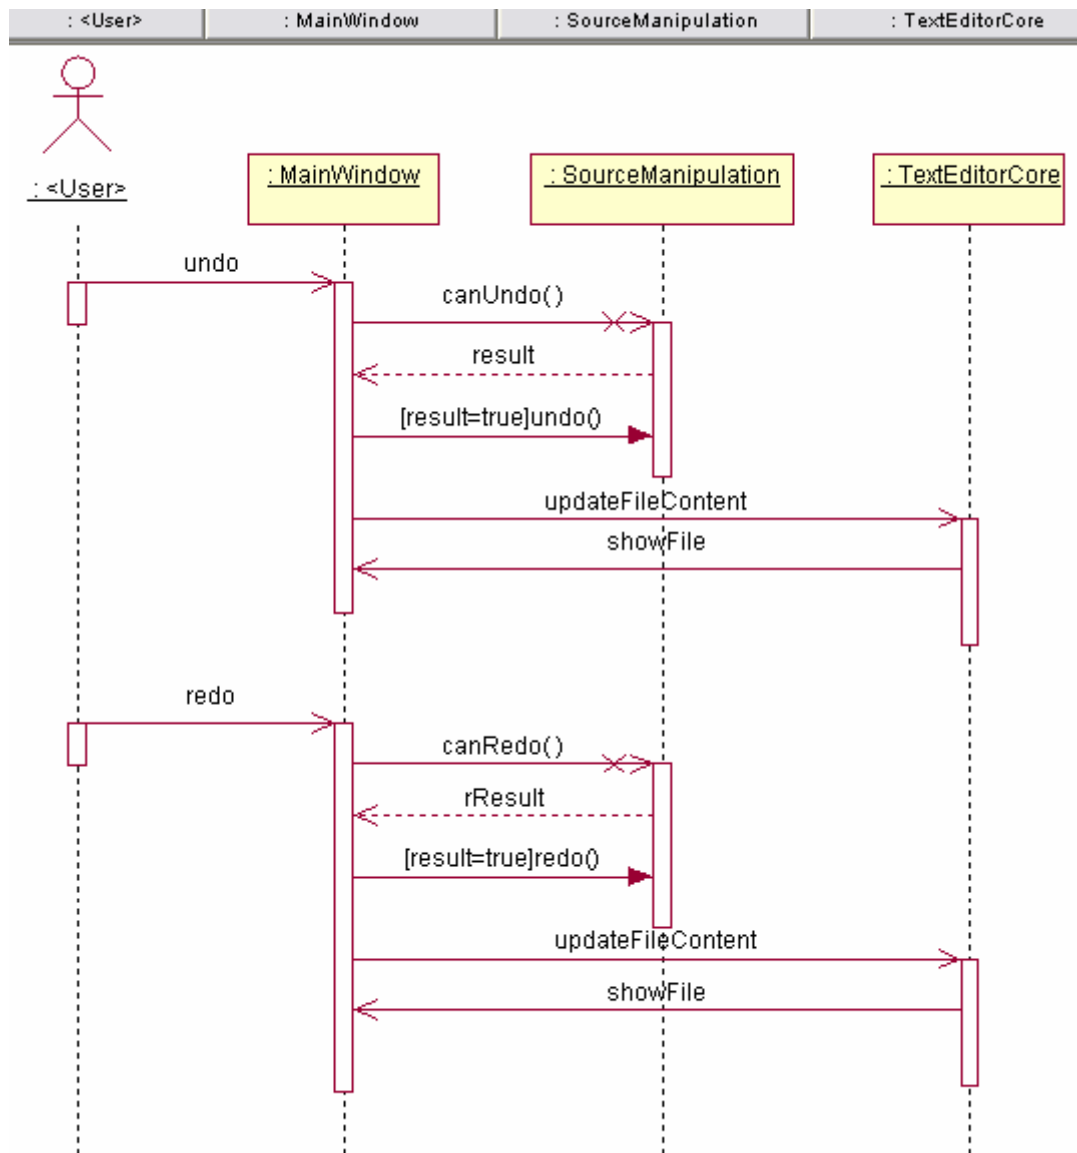 : <User>
: MainWindow
: SourceManipulation
: TextEditorCore
: <User>
: MainWindow
: SourceManipulation
: TextEditorCore
undo
canUndo()
result
[result=true]undo()
updateFileContent
showFile
redo
canRedo()
rResult
[result=true]redo()
updateFileContent
showFile